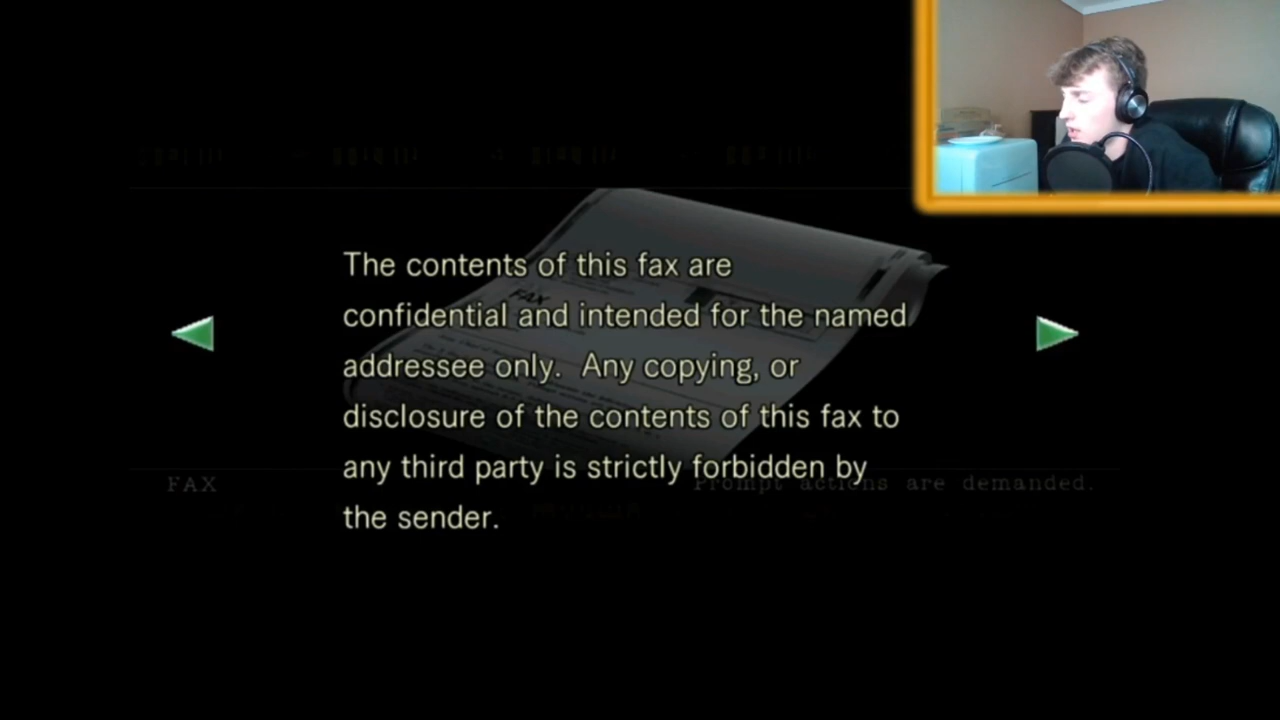 The contents of this fax are
confidential and intended for the named
addressee only.  Any copying, or
disclosure of the contents of this fax to
any third party is strictly forbidden by
the sender.
FAX
FAX
Prompt actions are demanded.